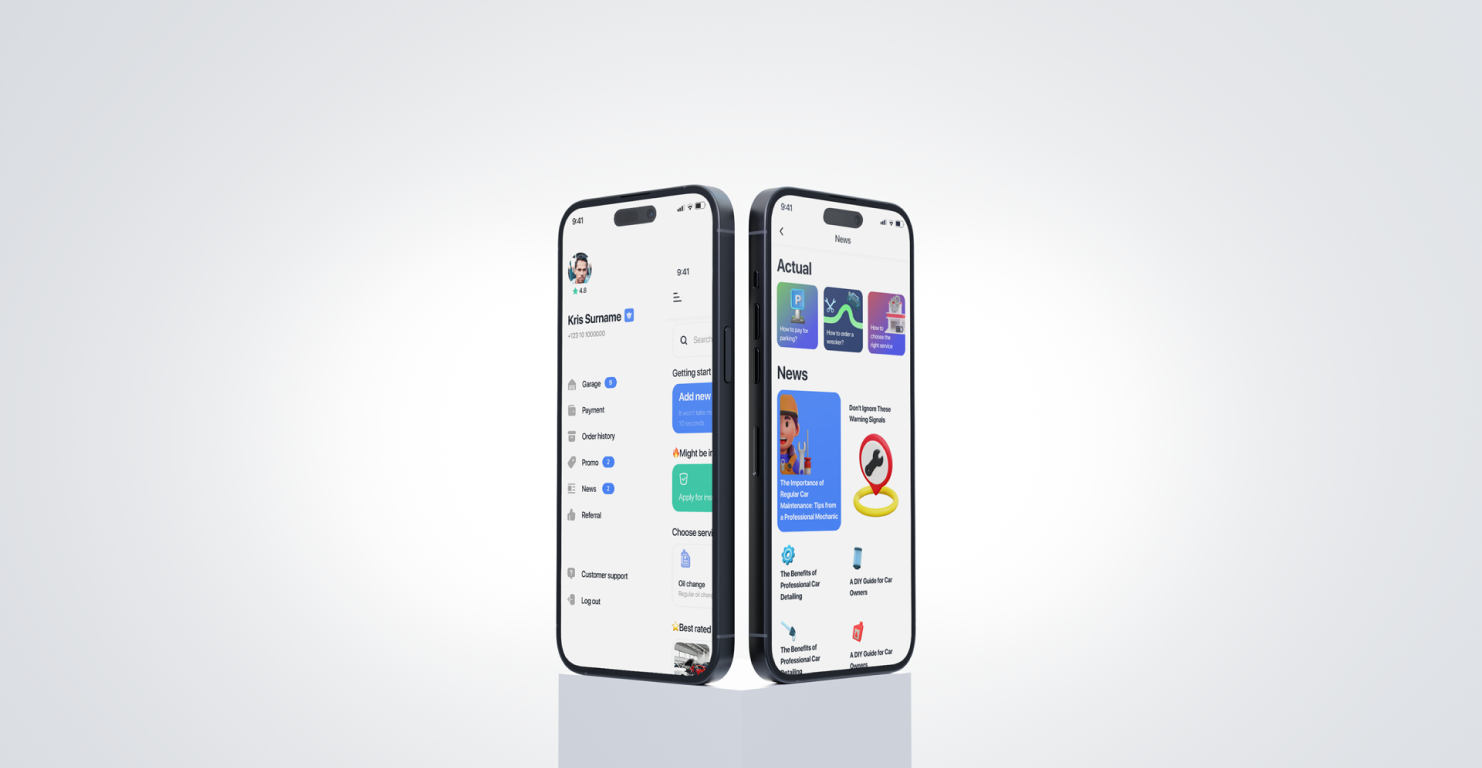 9:41
4.8
Kris Surname
+123 10 1000000
Garage 9
Payment
Order history
Promo 2
News 2
Referral
Customer support
Log out
9:41
Search
Getting start
Add new
It won't take
10 seconds
Might be in
Apply for ins
Choose servi
Oil change
Regular oil chan
Best rated
9:41
News
Actual
P
How to pay for
parking?
How to order a
wrecker?
How to
choose the
right service
News
The Importance of
Regular Car
Maintenance: Tips from
a Professional Mechanic
Don't Ignore These
Warning Signals
The Benefits of
Professional Car
Detailing
A DIY Guide for Car
Owners
The Benefits of
Professional Car
Detailing
A DIY Guide for Car
Owners